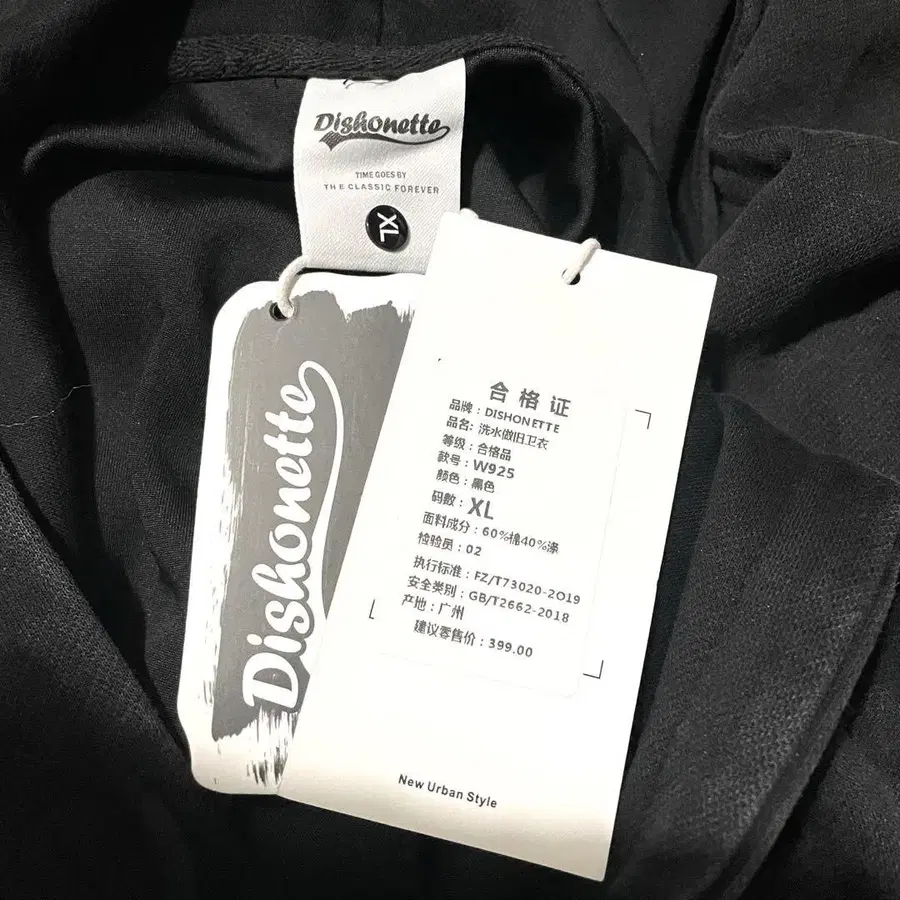 Dishonette
TIME GOES BY
THE CLASSIC FOREVER
XL
Dishonette
合格证
品牌：DISHONETTE
品名：洗水做旧卫衣
等级：合格品
款号：W925
颜色：黑色
码数：XL
面料成分：60%棉40%涤
检验员：02
执行标准：FZ/T73020-2019
安全类别：GB/T2662-2018
产地：广州
建议零售价：399.00
New Urban Style